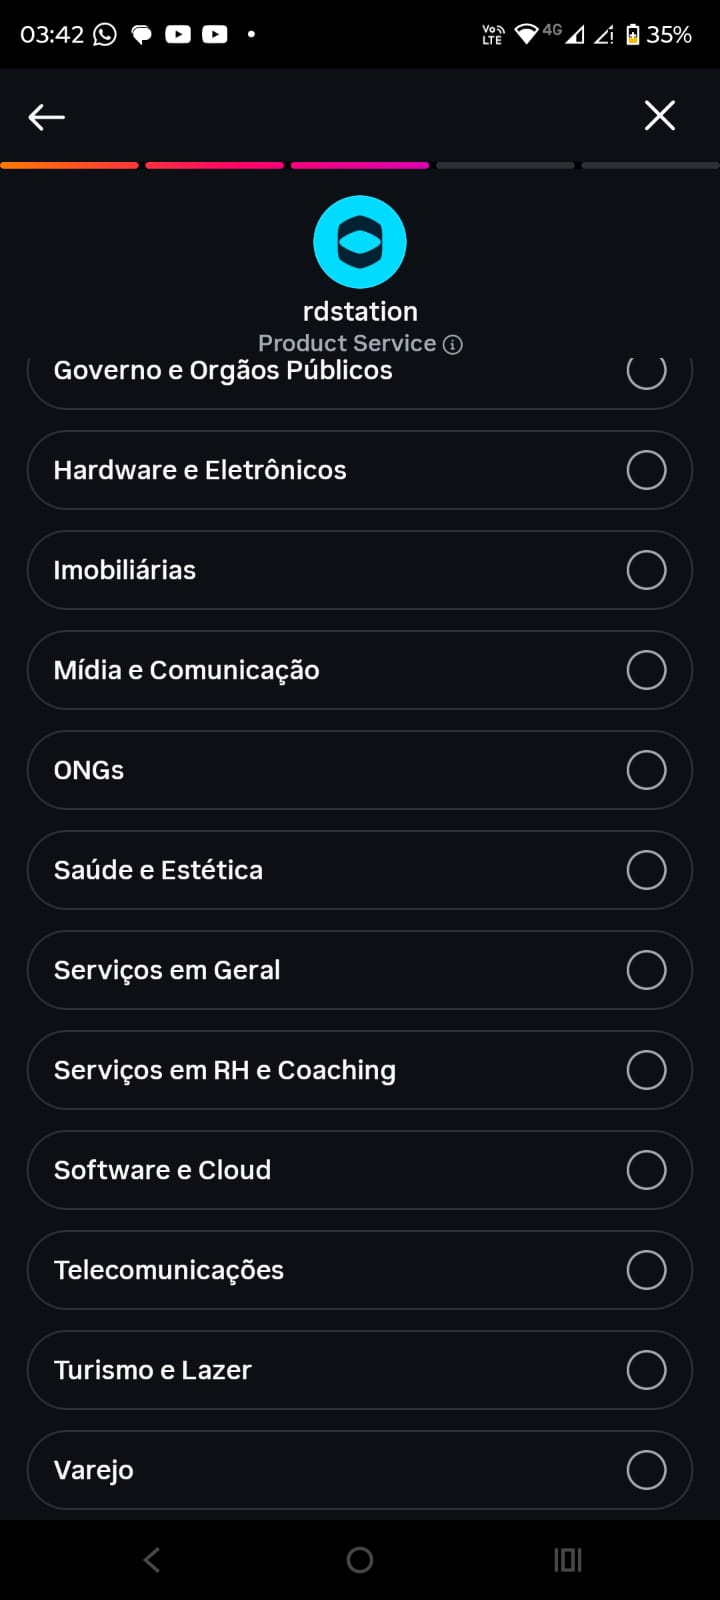 03:42
Vo LTE 4G 35%
rdstation
Product Service
Governo e Orgãos Públicos
Hardware e Eletrônicos
Imobiliárias
Mídia e Comunicação
ONGs
Saúde e Estética
Serviços em Geral
Serviços em RH e Coaching
Software e Cloud
Telecomunicações
Turismo e Lazer
Varejo